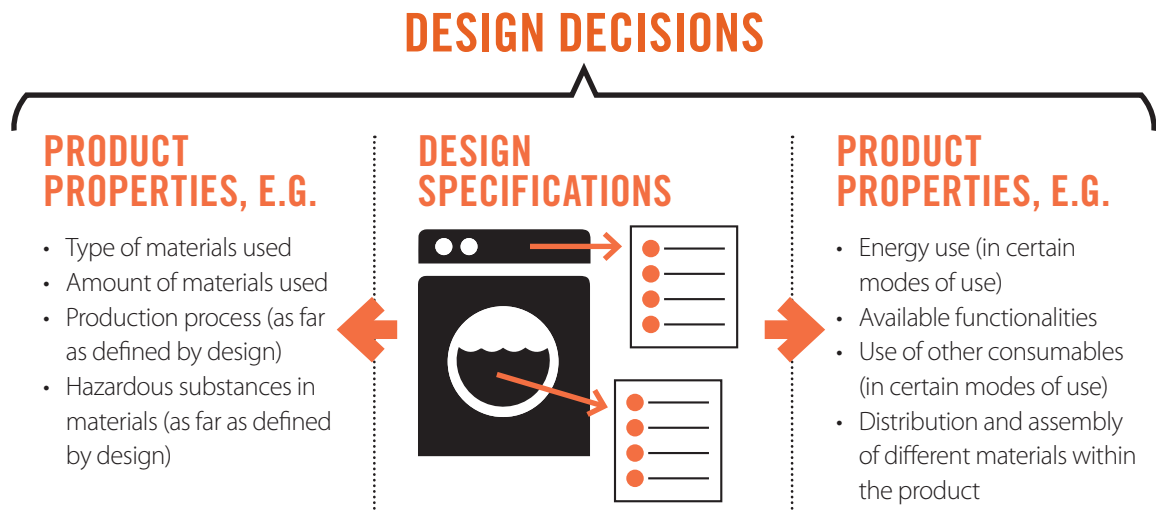 DESIGN DECISIONS
PRODUCT
PROPERTIES, E.G.
• Type of materials used
• Amount of materials used
• Production process (as far
as defined by design)
• Hazardous substances in
materials (as far as defined
by design)
DESIGN
SPECIFICATIONS
PRODUCT
PROPERTIES, E.G.
• Energy use (in certain
modes of use)
• Available functionalities
• Use of other consumables
(in certain modes of use)
• Distribution and assembly
of different materials within
the product